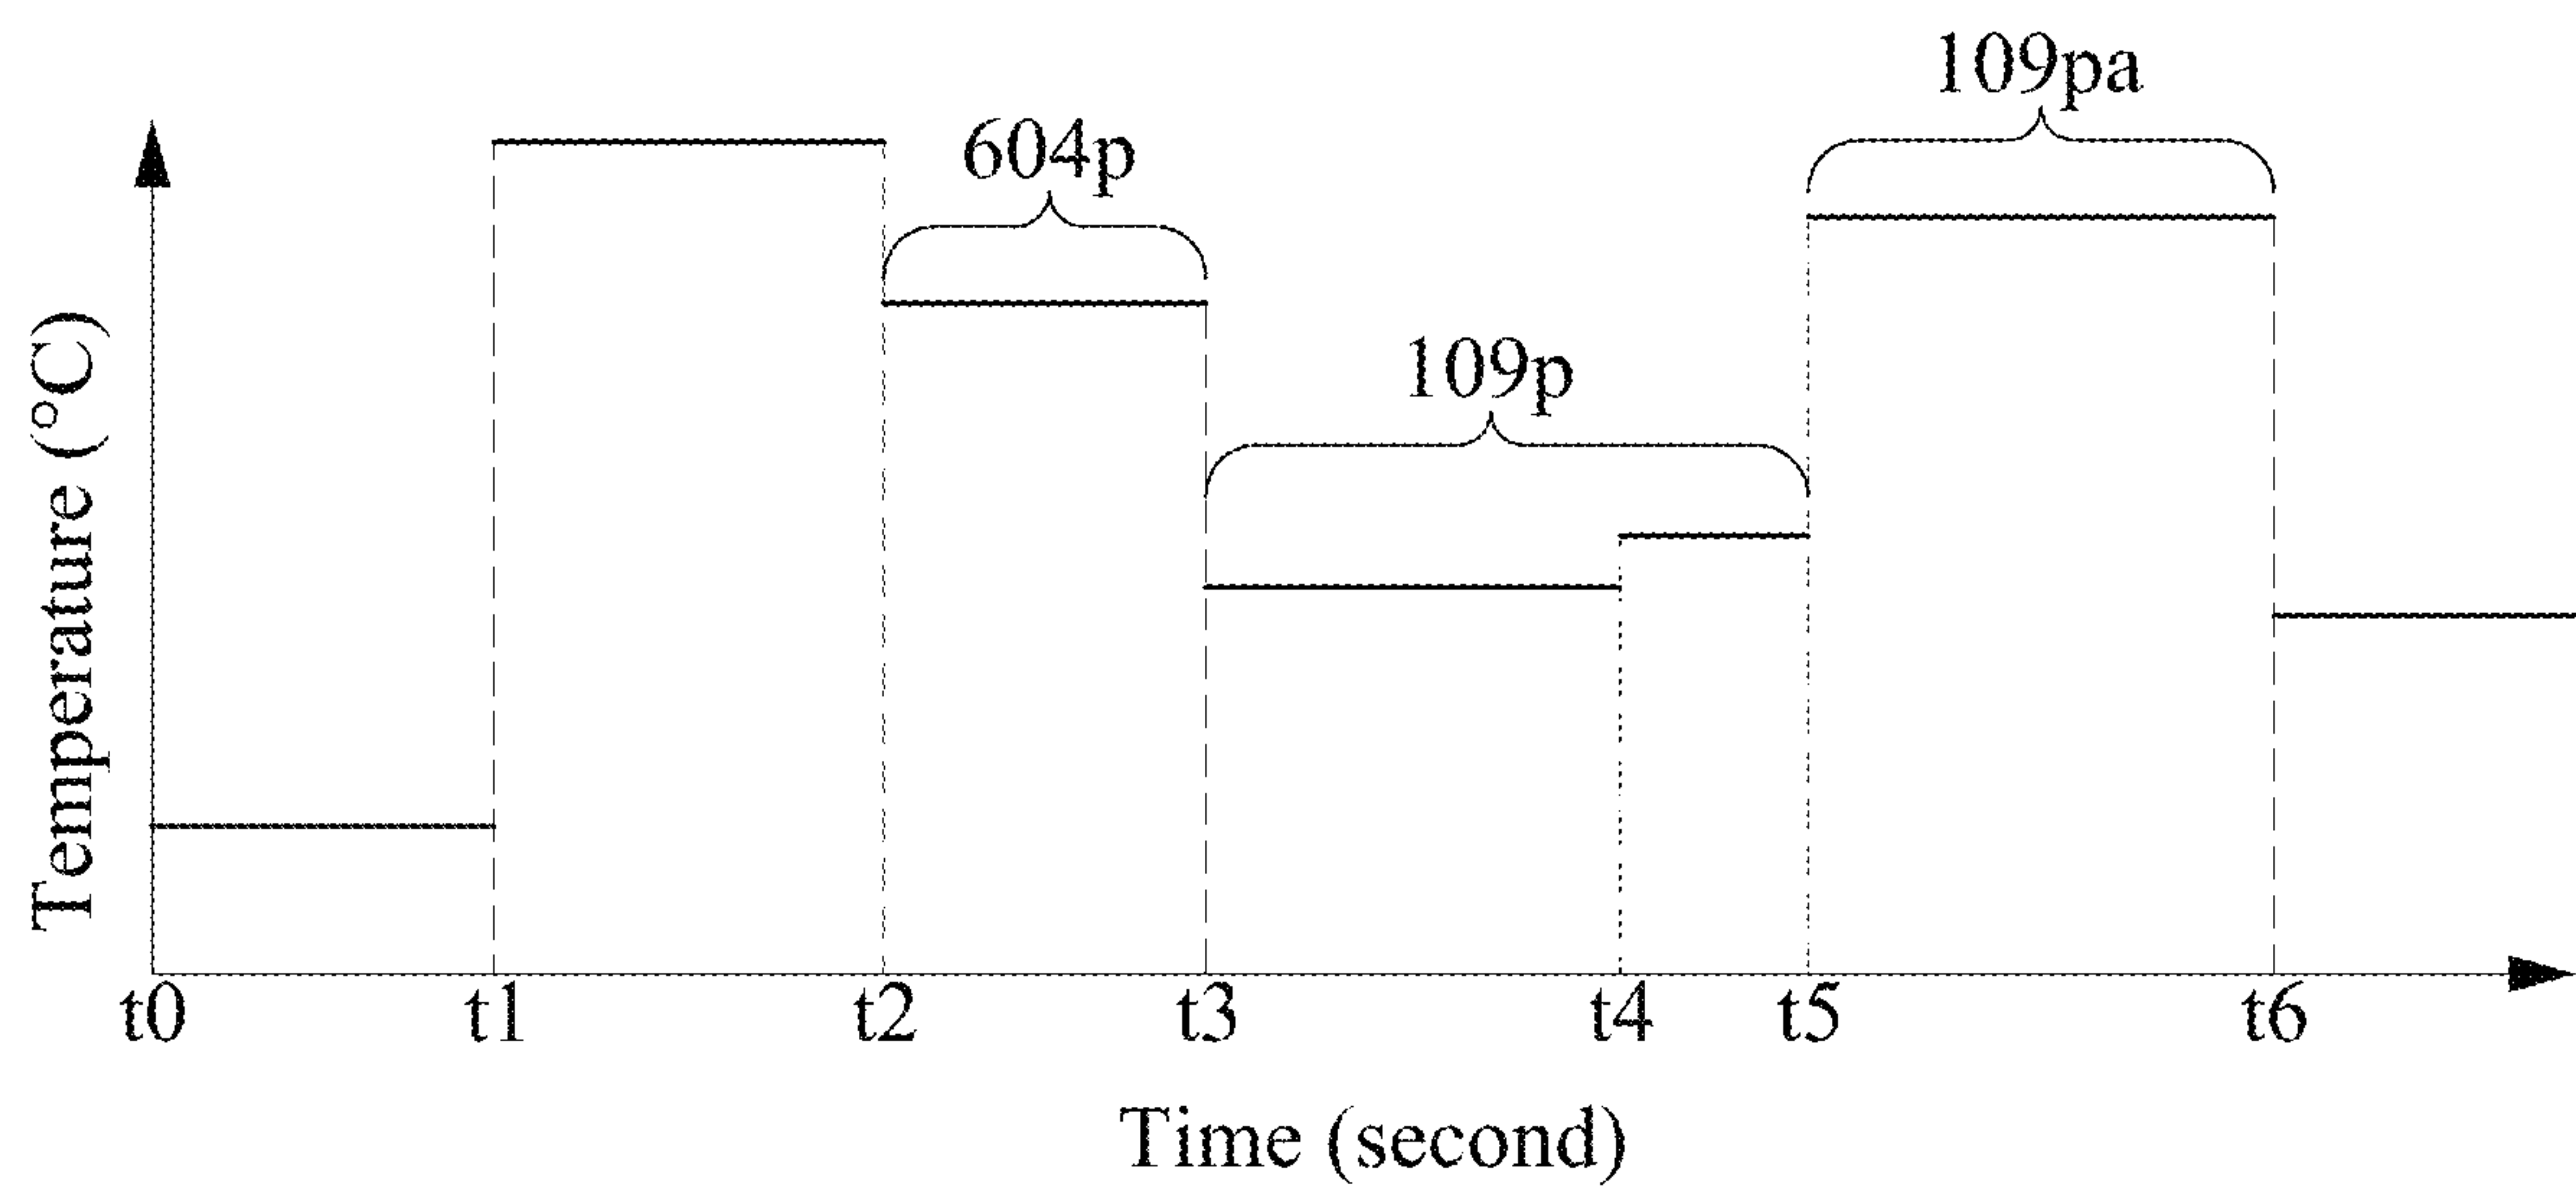 109pa
604p
109p
Temperature (°C)
t0 t1 t2 t3 t4 t5 t6
Time (second)